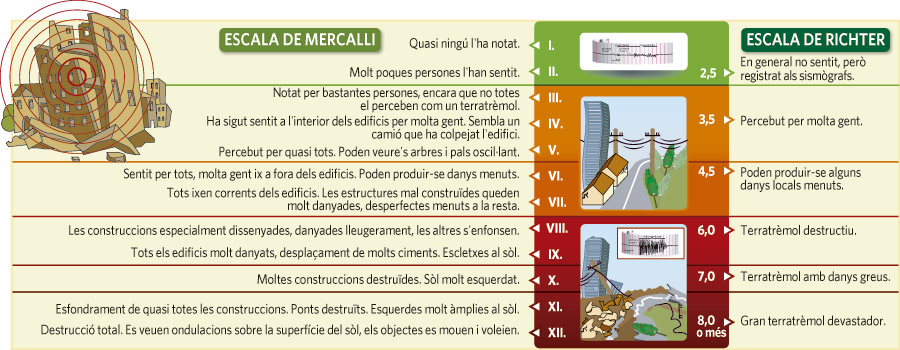 ESCALA DE MERCALLI
Quasi ningú l'ha notat.
I.
Molt poques persones l'han sentit.
II.
Notat per bastantes persones, encara que no totes
el perceben com un terratrèmol.
III.
Ha sigut sentit a l'interior dels edificis per molta gent. Sembla un
camió que ha colpejat l'edifici.
IV.
Percebut per quasi tots. Poden veure's arbres i pals oscil·lant.
V.
Sentit per tots, molta gent ix a fora dels edificis. Poden produir-se danys menuts.
VI.
Tots ixen corrents dels edificis. Les estructures mal construïdes queden
molt danyades, desperfectes menuts a la resta.
VII.
Les construccions especialment dissenyades, danyades lleugerament, les altres s'enfonsen.
VIII.
Tots els edificis molt danyats, desplaçament de molts ciments. Escletxes al sòl.
IX.
Moltes construccions destruïdes. Sòl molt esquerdat.
X.
Esfondrament de quasi totes les construccions. Ponts destruïts. Esquerdes molt àmplies al sòl.
XI.
Destrucció total. Es veuen ondulacions sobre la superfície del sòl, els objectes es mouen i voleien.
XII.
ESCALA DE RICHTER
2,5
En general no sentit, però
registrat als sismògrafs.
3,5
Percebut per molta gent.
4,5
Poden produir-se alguns
danys locals menuts.
6,0
Terratrèmol destructiu.
7,0
Terratrèmol amb danys greus.
8,0
o més
Gran terratrèmol devastador.